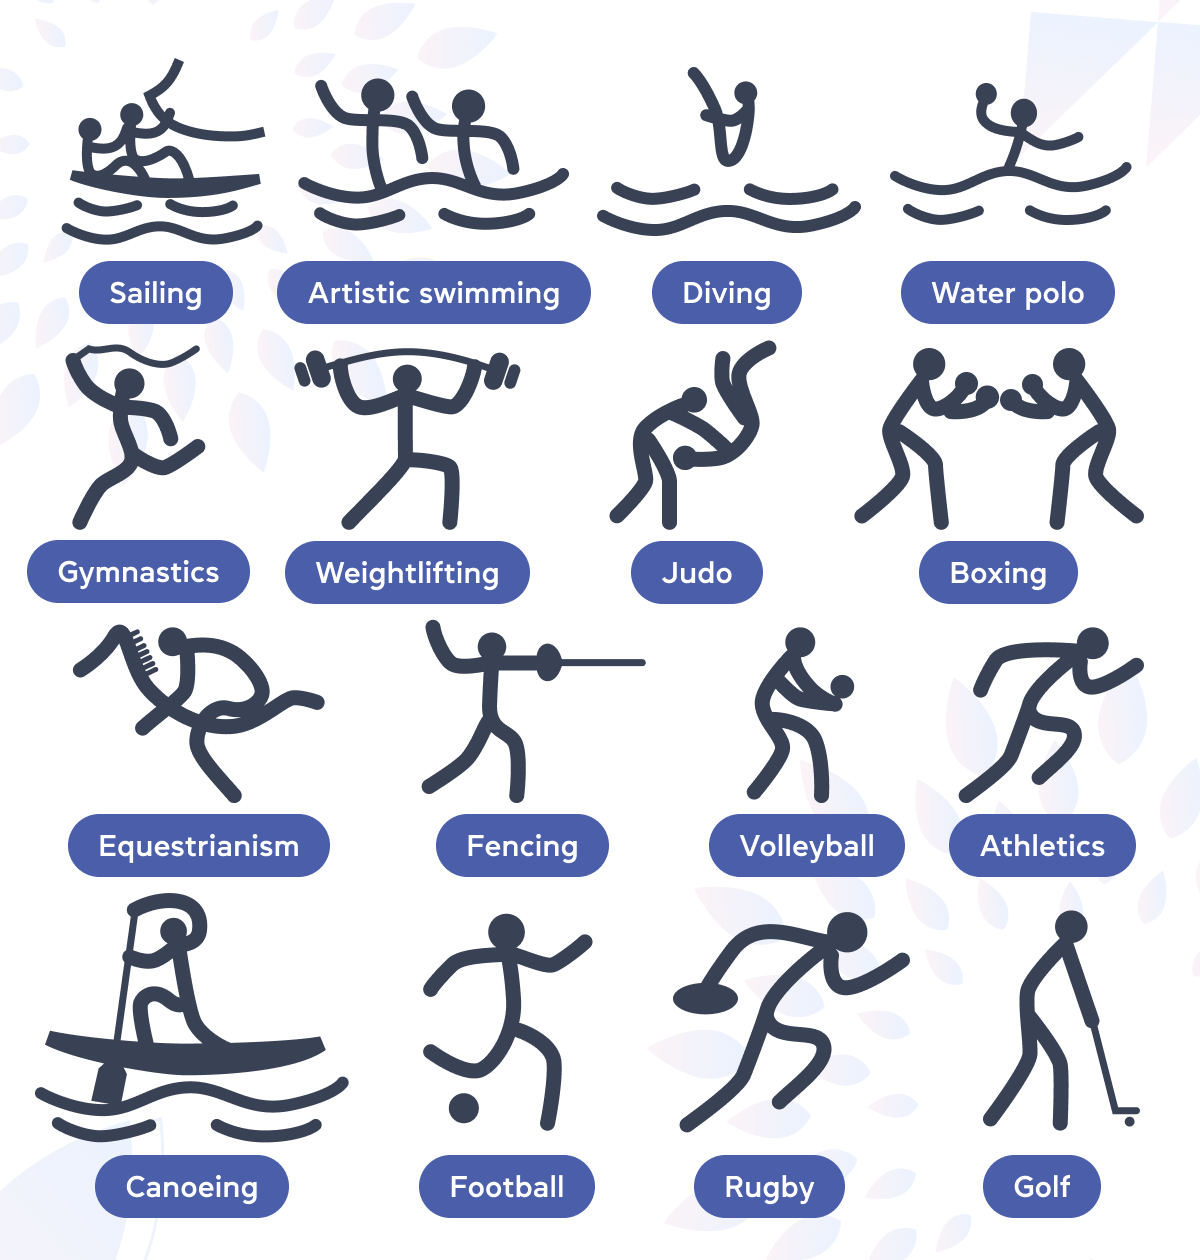 Sailing
Artistic swimming
Diving
Water polo
Gymnastics
Weightlifting
Judo
Boxing
Equestrianism
Fencing
Volleyball
Athletics
Canoeing
Football
Rugby
Golf